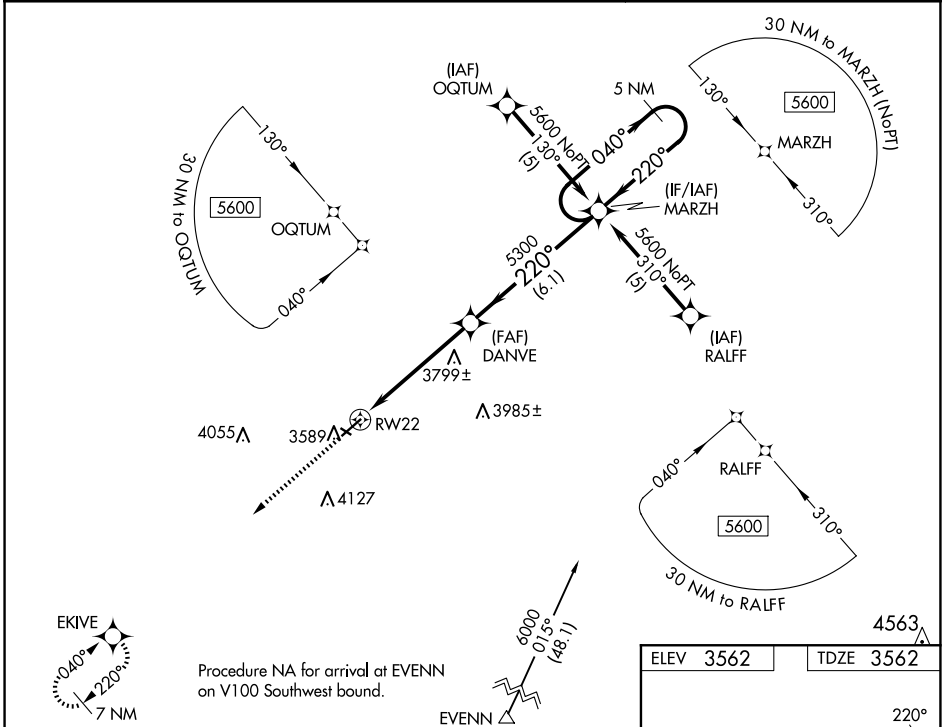 30 NM to MARZH (NoPT)
130°
5600
MARZH
310°
(IAF)
OQTUM
5600 NoPT
130°
(5)
5 NM
040°
220°
(IF/IAF)
MARZH
130°
30 NM to OQTUM
5600
OQTUM
040°
5300
220°
(6.1)
5600 NoPT
310°
(5)
(IAF)
RALFF
(FAF)
DANVE
3799±
3985±
RW22
4055
3589
4127
040°
RALFF
5600
310°
30 NM to RALFF
EKIVE
040°
220°
7 NM
Procedure NA for arrival at EVENN
on V100 Southwest bound.
6000
015°
(48.1)
EVENN
4563
ELEV 3562
TDZE 3562
220°